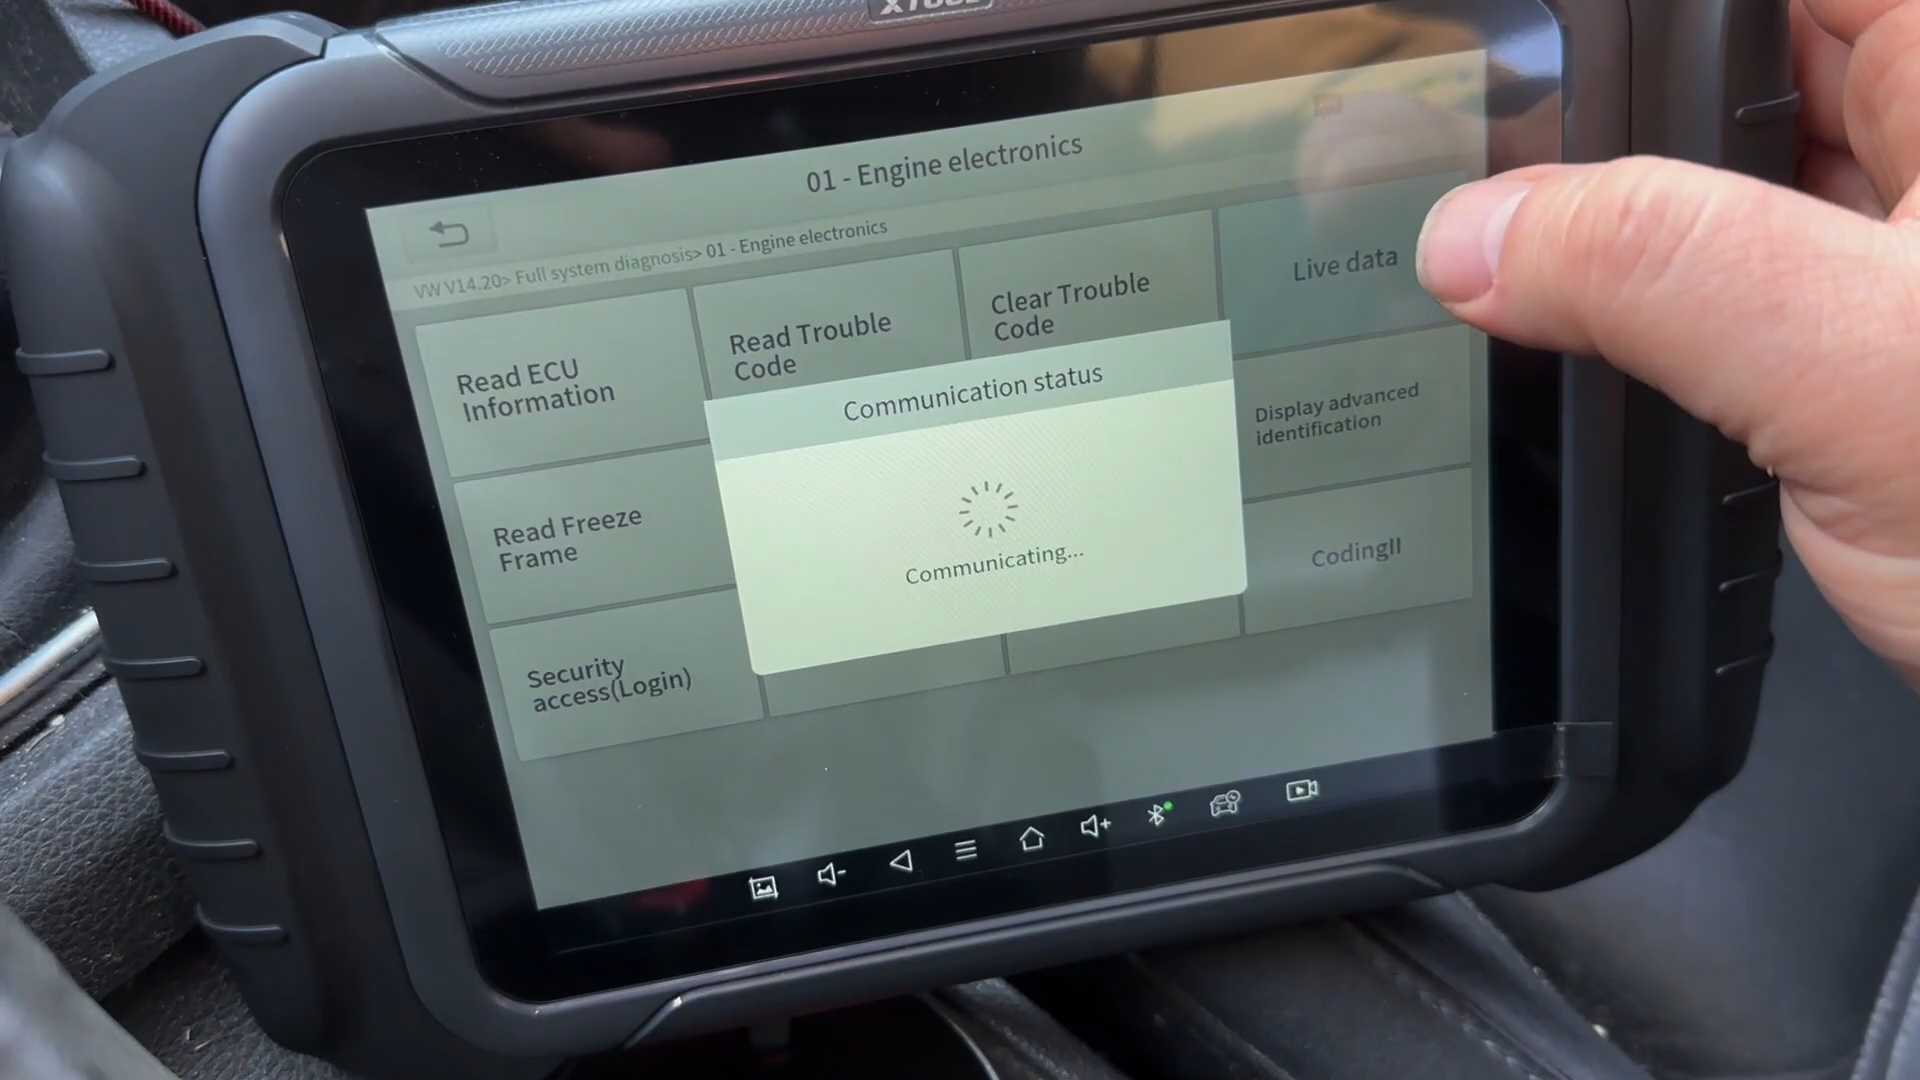 XTOOL
01 - Engine electronics
VW V14.20> Full system diagnosis> 01 - Engine electronics
Read ECU
Information
Read Trouble
Code
Clear Trouble
Code
Live data
Communication status
Communicating...
Display advanced
identification
Read Freeze
Frame
CodingII
Security
access(Login)